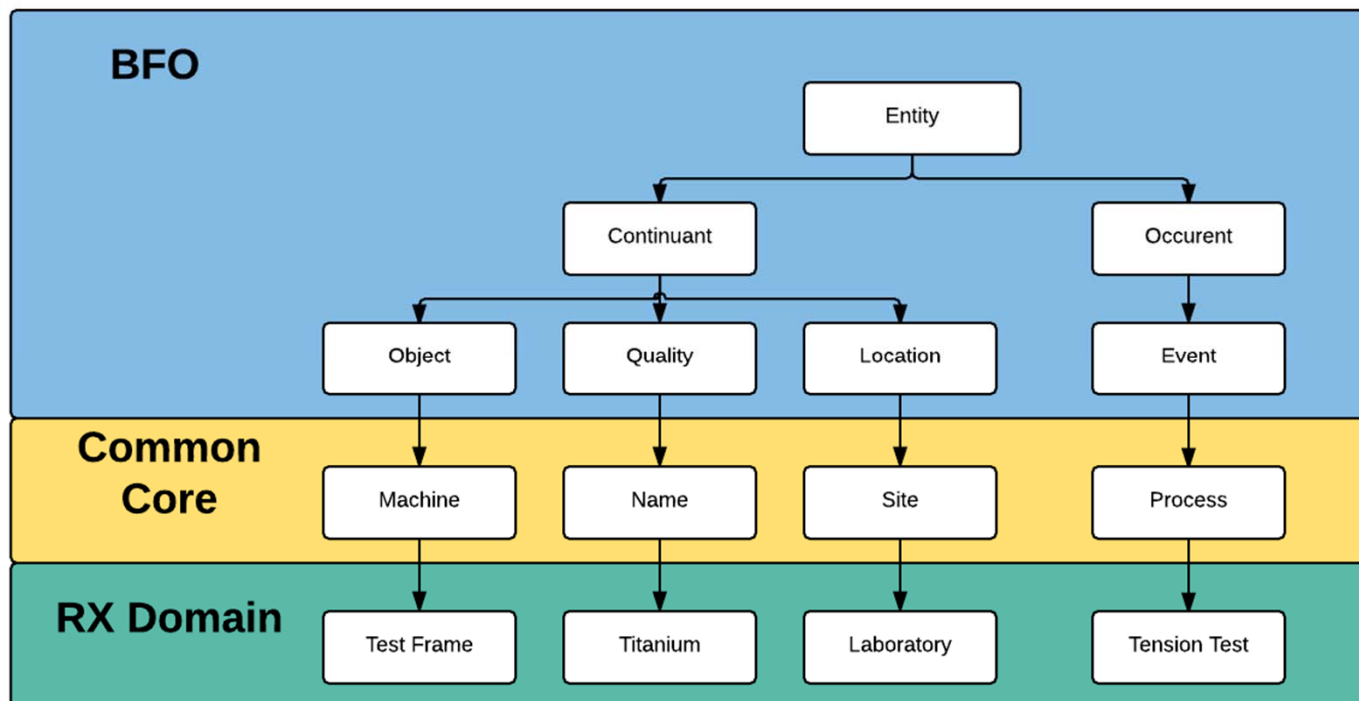 BFO
Entity
Continuant
Occurent
Object
Quality
Location
Event
Common
Core
Machine
Name
Site
Process
RX Domain
Test Frame
Titanium
Laboratory
Tension Test